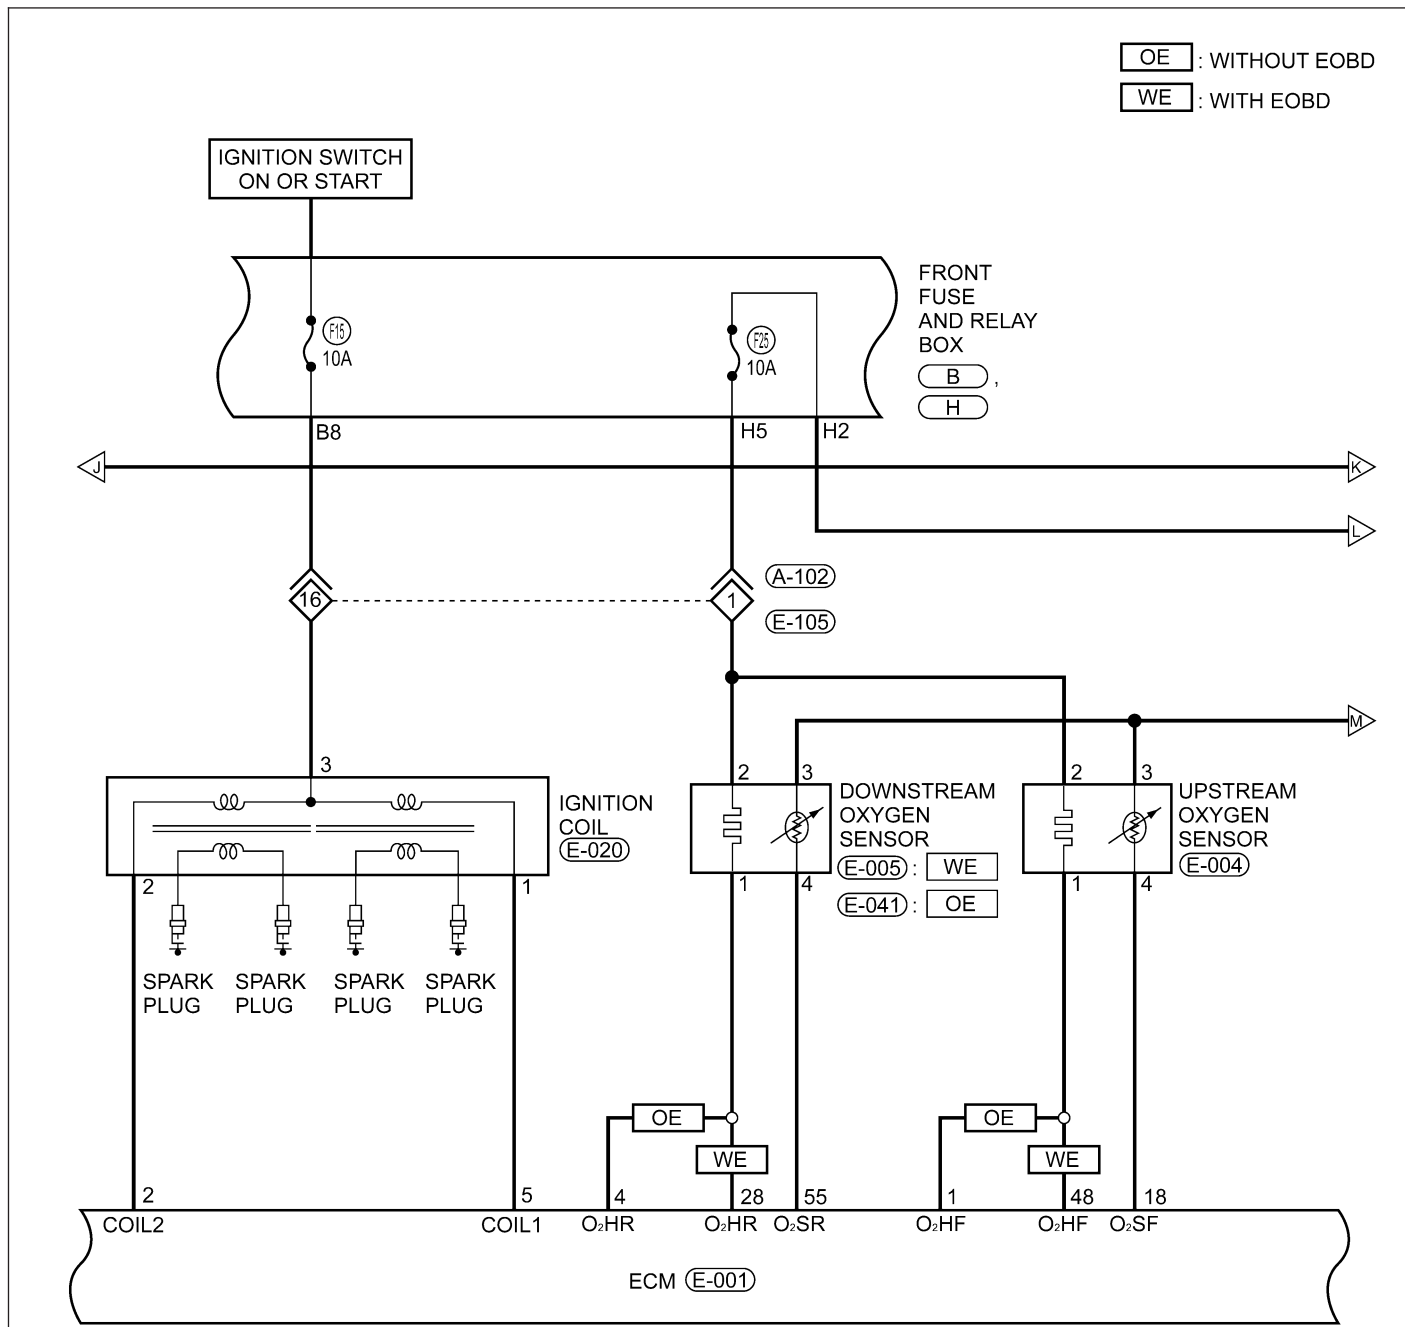 OE : WITHOUT EOBD
WE : WITH EOBD
IGNITION SWITCH
ON OR START
FRONT
FUSE
AND RELAY
BOX
B ,
H
F15
10A
F25
10A
B8
H5
H2
J
K
L
16
1
A-102
E-105
M
3
2
3
2
3
IGNITION
COIL
E-020
DOWNSTREAM
OXYGEN
SENSOR
E-005 : WE
E-041 : OE
UPSTREAM
OXYGEN
SENSOR
E-004
2
1
1
4
1
4
SPARK
PLUG
SPARK
PLUG
SPARK
PLUG
SPARK
PLUG
OE
WE
OE
WE
2
5
4
28
55
1
48
18
COIL2
COIL1
O₂HR
O₂HR
O₂SR
O₂HF
O₂HF
O₂SF
ECM E-001